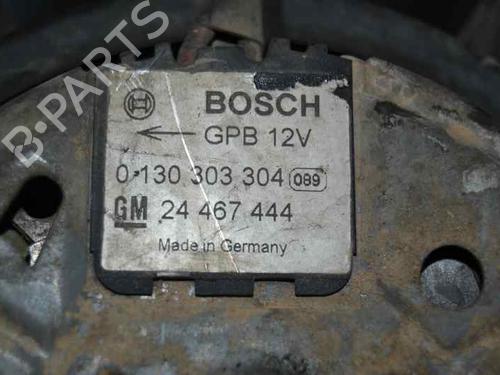 BOSCH
GPB 12V
0-130 303 304 089
GM 24 467 444
Made in Germany
B-PARTS